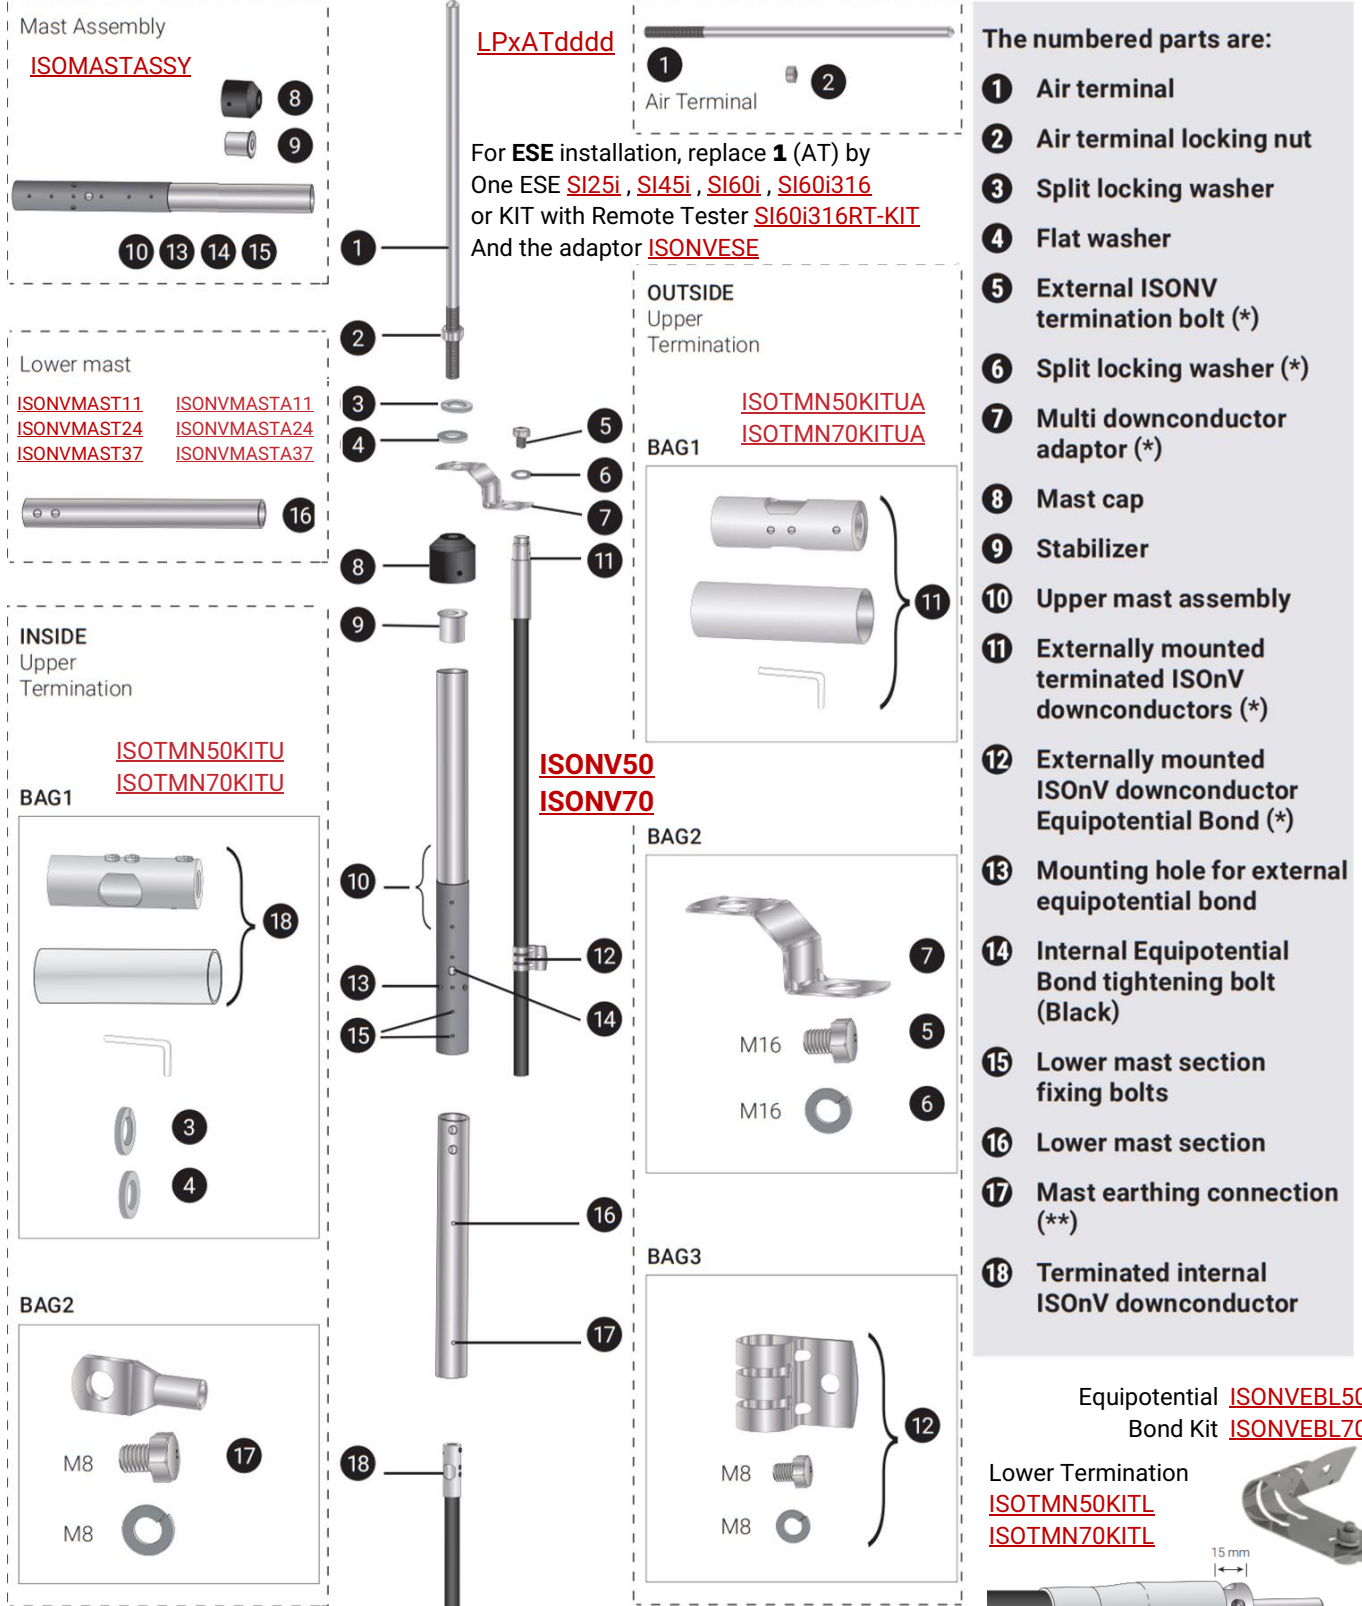 Mast Assembly
ISOMASTASSY
8
9
10 13 14 15
Lower mast
ISONVMAST11 ISONVMASTA11
ISONVMAST24 ISONVMASTA24
ISONVMAST37 ISONVMASTA37
16
INSIDE
Upper
Termination
ISOTMN50KITU
ISOTMN70KITU
BAG1
18
3
4
BAG2
M8
17
M8
LPxATdddd
1
2
Air Terminal
For ESE installation, replace 1 (AT) by
One ESE SI25i , SI45i , SI60i , SI60i316
or KIT with Remote Tester SI60i316RT-KIT
And the adaptor ISONVESE
1
2
3
4
5
6
7
8
11
9
ISONV50
ISONV70
10
12
13
14
15
16
17
18
OUTSIDE
Upper
Termination
ISOTMN50KITUA
ISOTMN70KITUA
BAG1
11
BAG2
7
M16
5
M16
6
BAG3
12
M8
M8
The numbered parts are:
1 Air terminal
2 Air terminal locking nut
3 Split locking washer
4 Flat washer
5 External ISONV
termination bolt (*)
6 Split locking washer (*)
7 Multi downconductor
adaptor (*)
8 Mast cap
9 Stabilizer
10 Upper mast assembly
11 Externally mounted
terminated ISOnV
downconductors (*)
12 Externally mounted
ISOnV downconductor
Equipotential Bond (*)
13 Mounting hole for external
equipotential bond
14 Internal Equipotential
Bond tightening bolt
(Black)
15 Lower mast section
fixing bolts
16 Lower mast section
17 Mast earthing connection
(**)
18 Terminated internal
ISOnV downconductor
Equipotential ISONVEBL50
Bond Kit ISONVEBL70
Lower Termination
ISOTMN50KITL
ISOTMN70KITL
15 mm